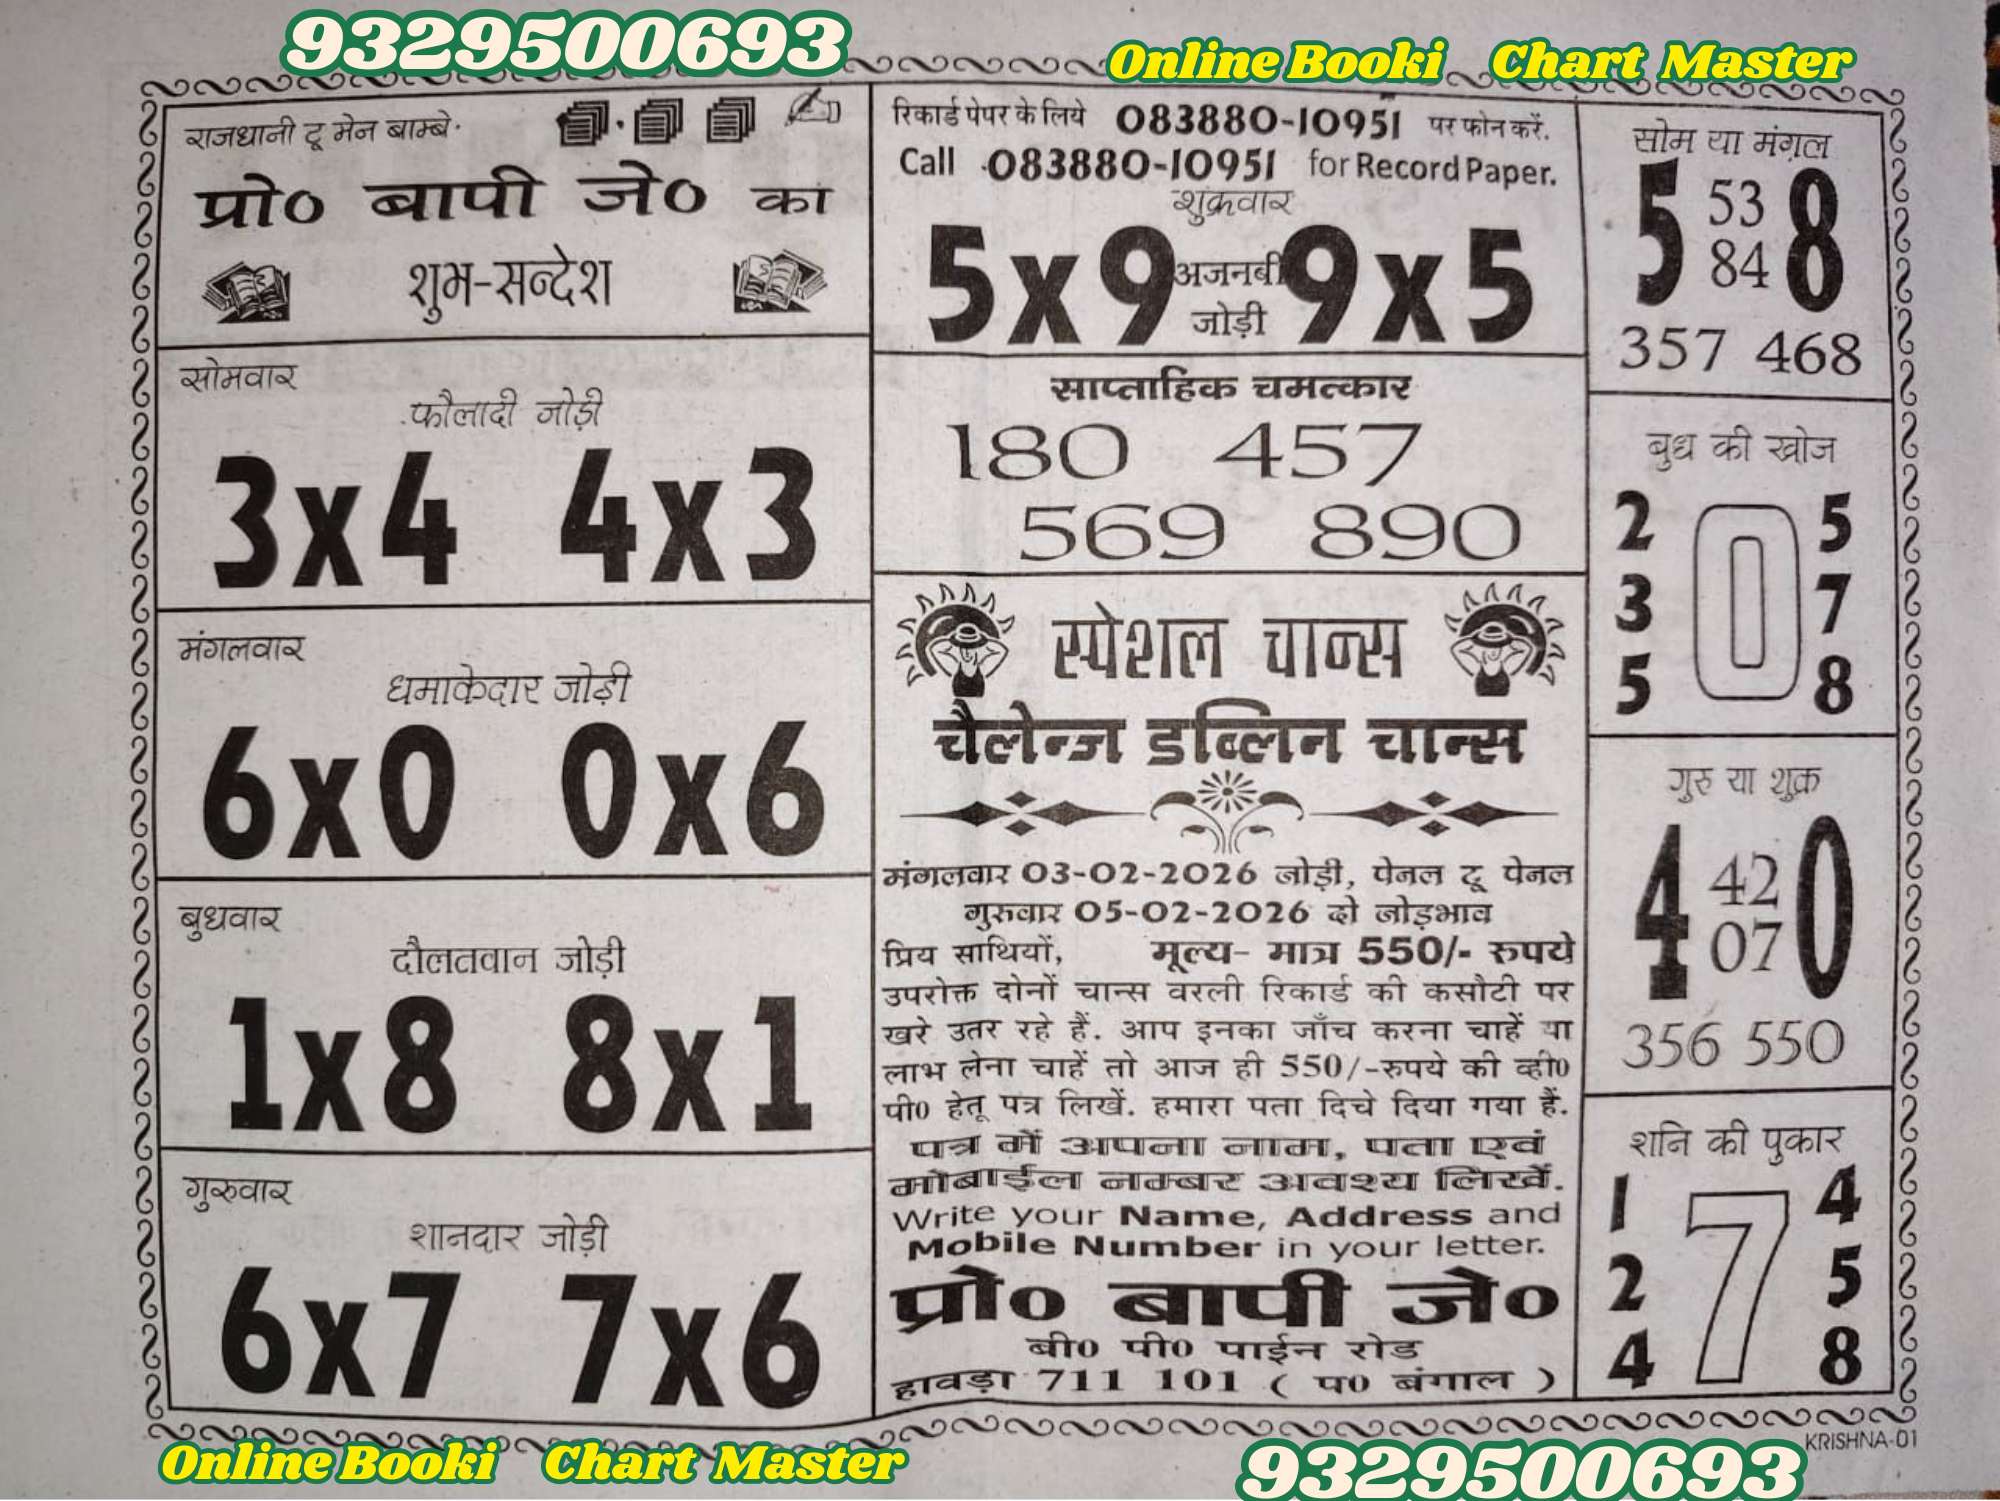 9329500693
Online Booki Chart Master
राजधानी टू मेन बाम्बे.
प्रो० बापी जे० का
शुभ-सन्देश
सोमवार
फौलादी जोड़ी
3x4 4x3
मंगलवार
धमाकेदार जोड़ी
6x0 0x6
बुधवार
दौलतवान जोड़ी
1x8 8x1
गुरुवार
शानदार जोड़ी
6x7 7x6
रिकार्ड पेपर के लिये 083880-10951 पर फोन करें.
Call 083880-10951 for Record Paper.
शुक्रवार
5x9 अजनबी जोड़ी 9x5
साप्ताहिक चमत्कार
180 457
569 890
स्पेशल चान्स
चैलेन्ज डब्लिन चान्स
मंगलवार 03-02-2026 जोड़ी, पेनल टू पेनल
गुरुवार 05-02-2026 दो जोड़भाव
प्रिय साथियों, मूल्य- मात्र 550/- रुपये
उपरोक्त दोनों चान्स वरली रिकार्ड की कसौटी पर
खरे उतर रहे हैं. आप इनका जाँच करना चाहें या
लाभ लेना चाहें तो आज ही 550/-रुपये की व्ही०
पी० हेतू पत्र लिखें. हमारा पता दिचे दिया गया हैं.
पत्र में अपना नाम, पता एवं
मोबाईल नम्बर अवश्य लिखें.
Write your Name, Address and
Mobile Number in your letter.
प्रो० बापी जे०
बी० पी० पाईन रोड
हावड़ा 711 101 ( प० बंगाल )
सोम या मंगल
5 53 8
84
357 468
बुध की खोज
2 0 5
3 7
5 8
गुरु या शुक्र
4 42 0
07
356 550
शनि की पुकार
1 7 4
2 5
4 8
KRISHNA-01
Online Booki Chart Master
9329500693